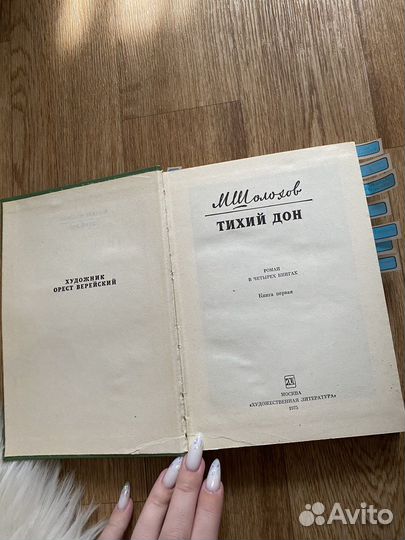 ХУДОЖНИК
ОРЕСТ ВЕРЕЙСКИЙ
М Шолохов
ТИХИЙ ДОН
РОМАН
В ЧЕТЫРЕХ КНИГАХ
Книга первая
МОСКВА
«ХУДОЖЕСТВЕННАЯ ЛИТЕРАТУРА»
1975
Avito